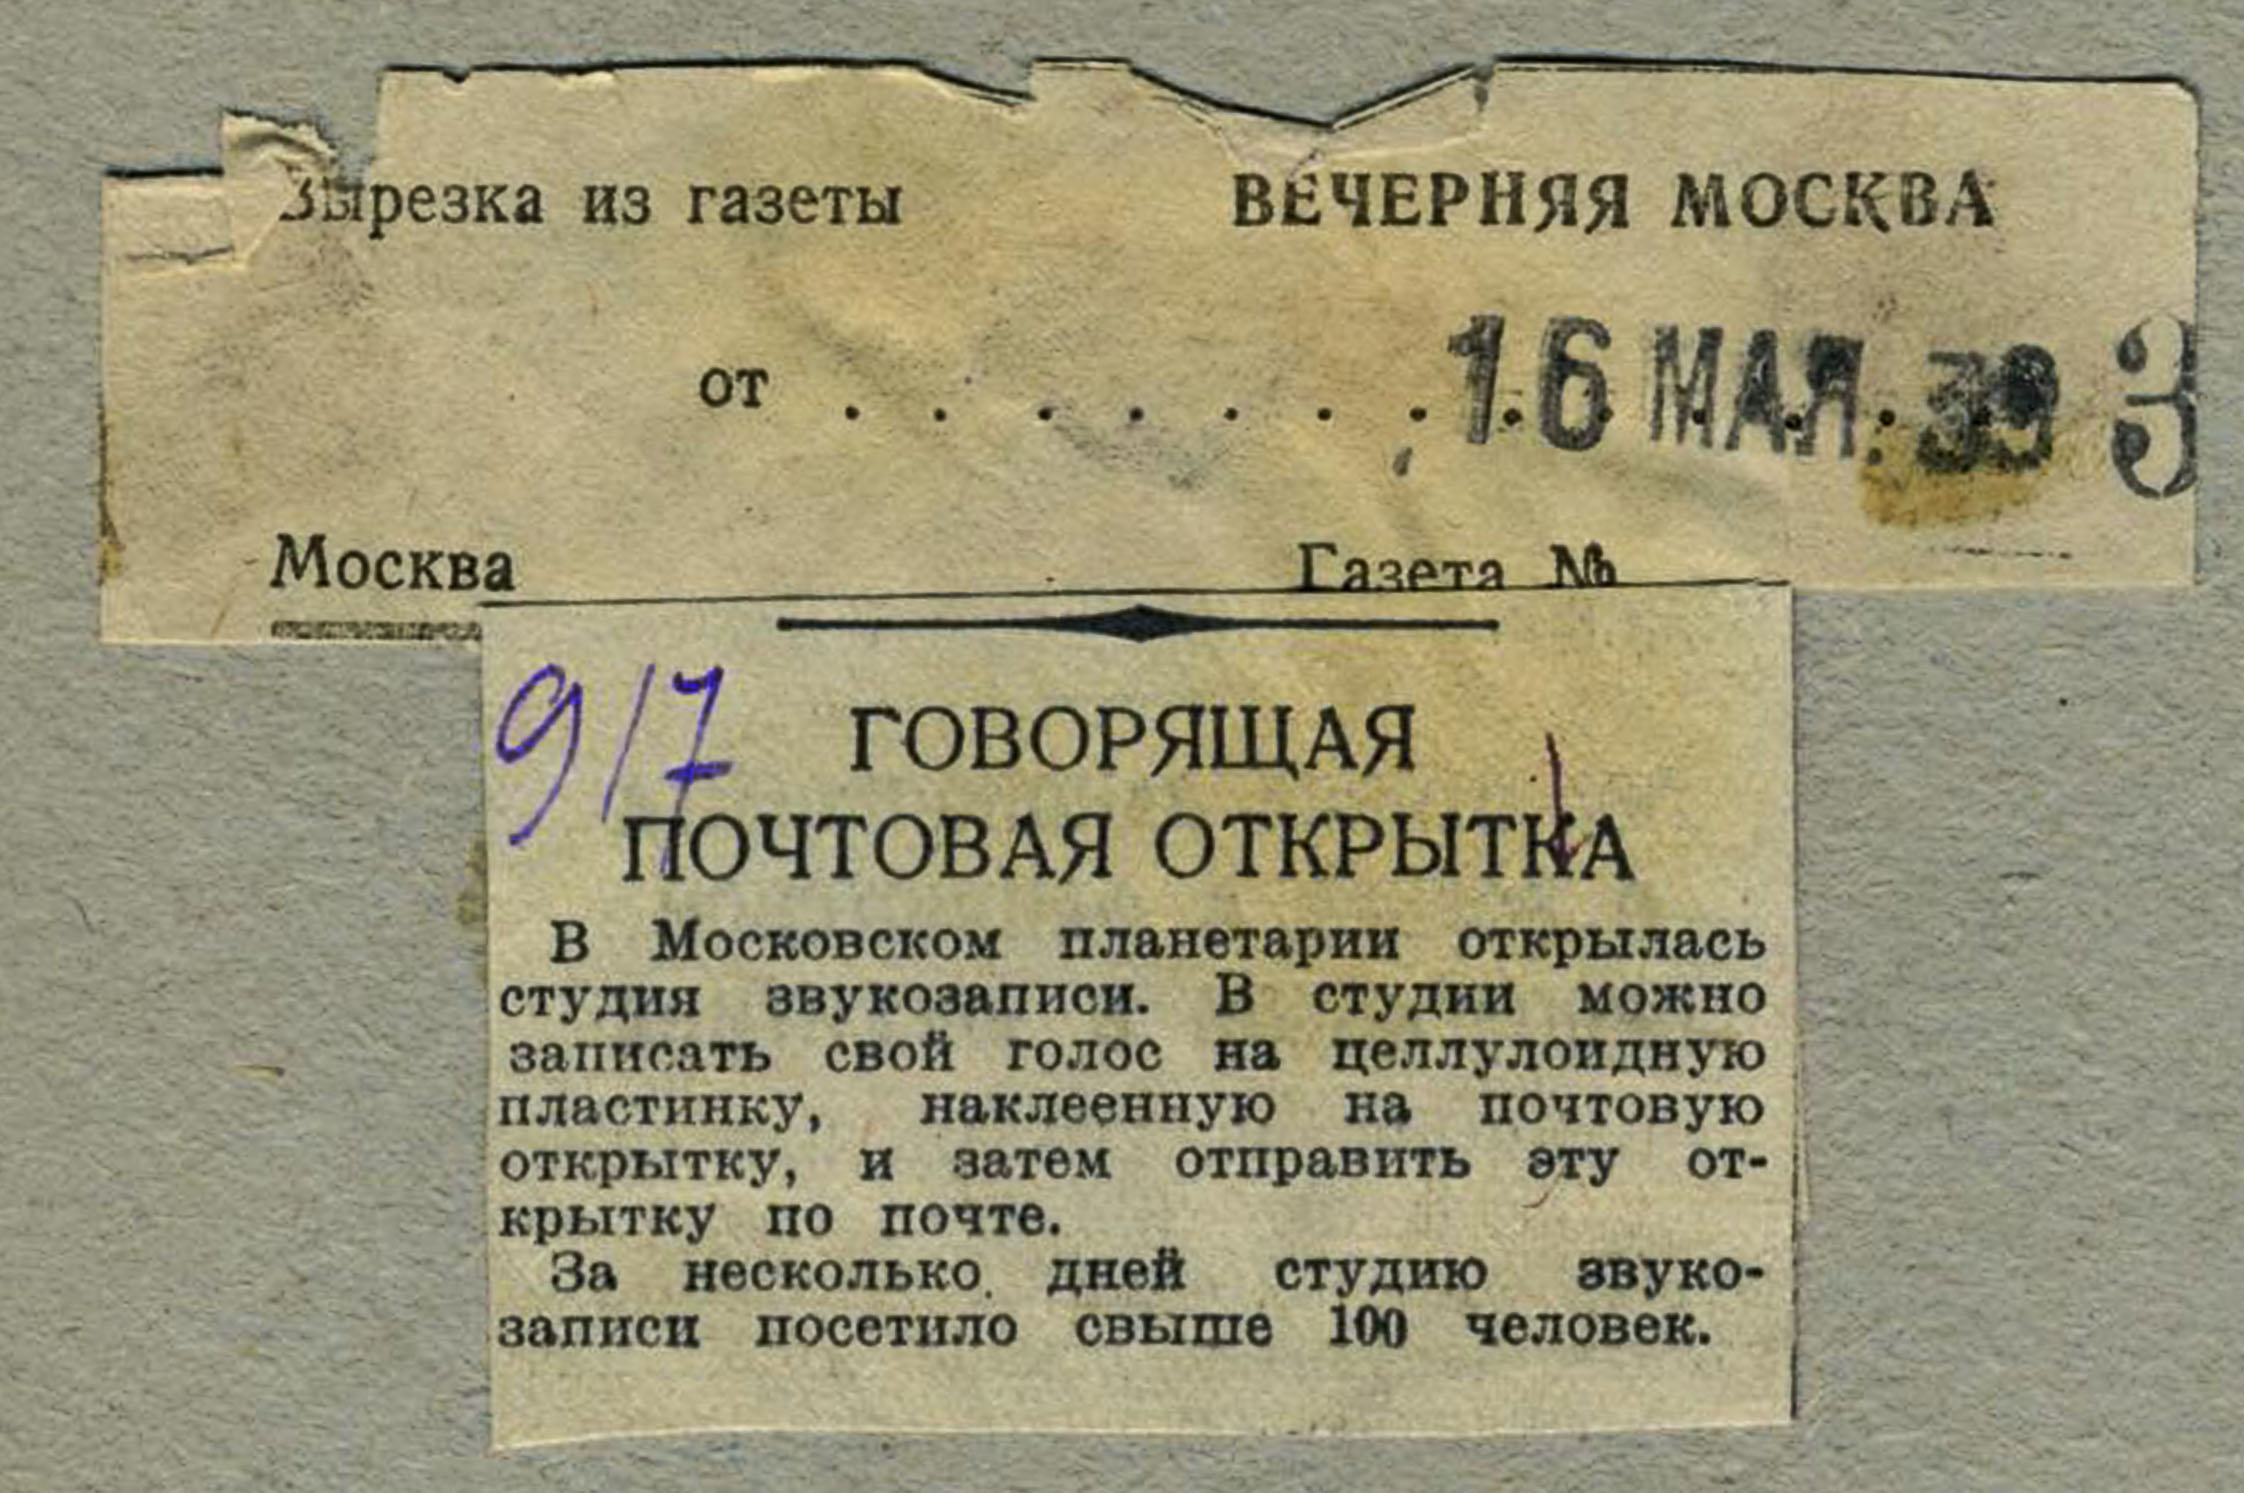 Вырезка из газеты ВЕЧЕРНЯЯ МОСКВА
от . . . . . . . . . . . . 16 МАЯ. 39 3
Москва Газета №
917
ГОВОРЯЩАЯ
ПОЧТОВАЯ ОТКРЫТКА
В Московском планетарии открылась
студия звукозаписи. В студии можно
записать свой голос на целлулоидную
пластинку, наклеенную на почтовую
открытку, и затем отправить эту от-
крытку по почте.
За несколько дней студию звуко-
записи посетило свыше 100 человек.